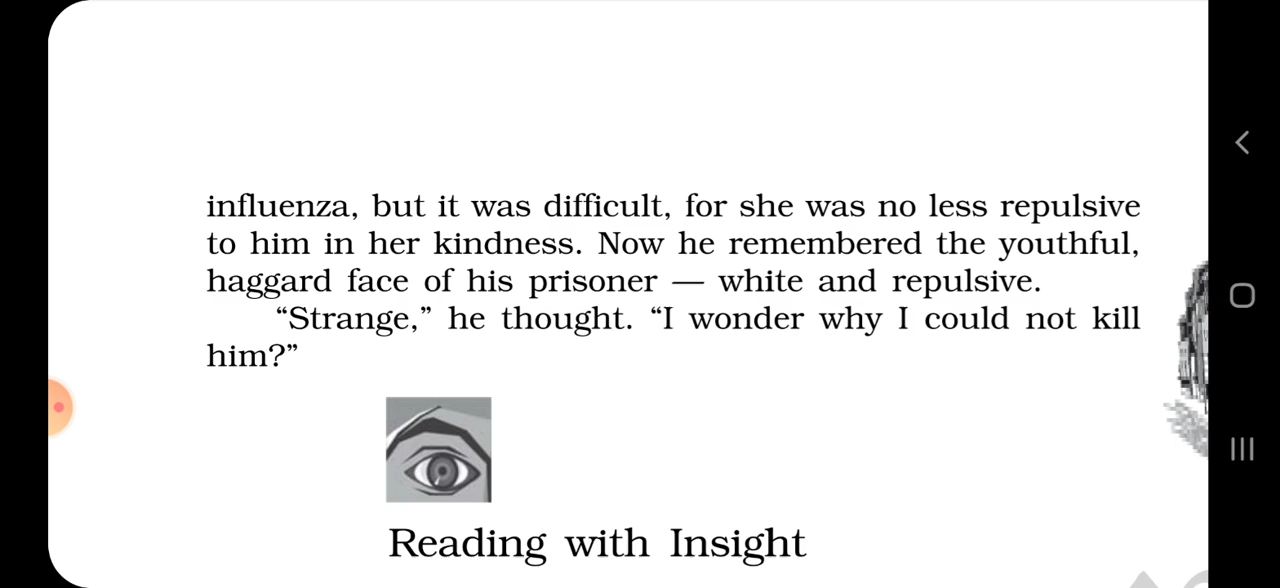 influenza, but it was difficult, for she was no less repulsive
to him in her kindness. Now he remembered the youthful,
haggard face of his prisoner — white and repulsive.
“Strange,” he thought. “I wonder why I could not kill
him?”
Reading with Insight